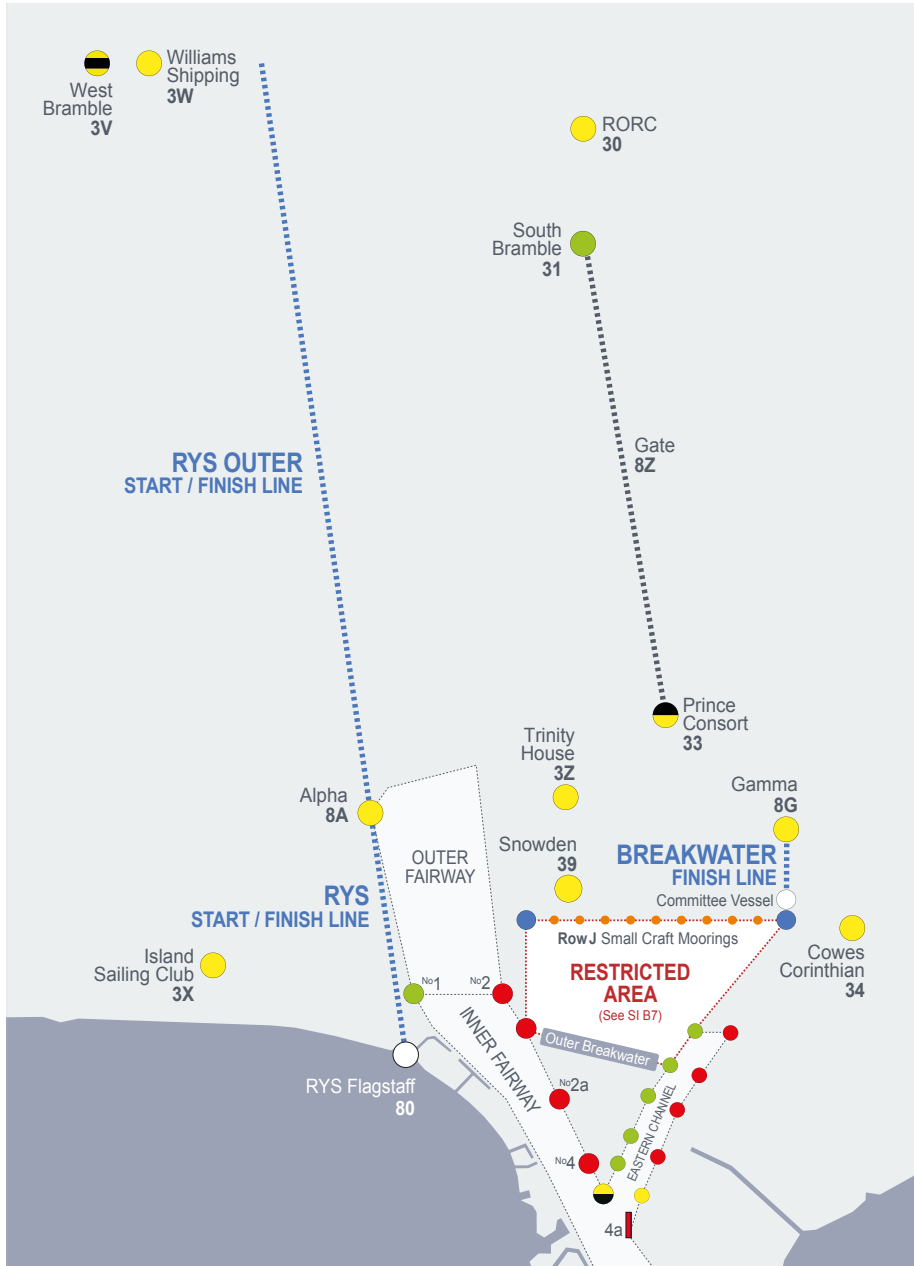 West
Bramble
3V
Williams
Shipping
3W
RORC
30
South
Bramble
31
Gate
8Z
RYS OUTER
START / FINISH LINE
Prince
Consort
33
Trinity
House
3Z
Gamma
8G
Alpha
8A
OUTER
FAIRWAY
Snowden
39
BREAKWATER
FINISH LINE
Committee Vessel
RYS
START / FINISH LINE
Row J Small Craft Moorings
RESTRICTED
AREA
(See SI B7)
Cowes
Corinthian
34
Island
Sailing Club
3X
No1
No2
INNER FAIRWAY
Outer Breakwater
RYS Flagstaff
80
No2a
EASTERN CHANNEL
No4
4a